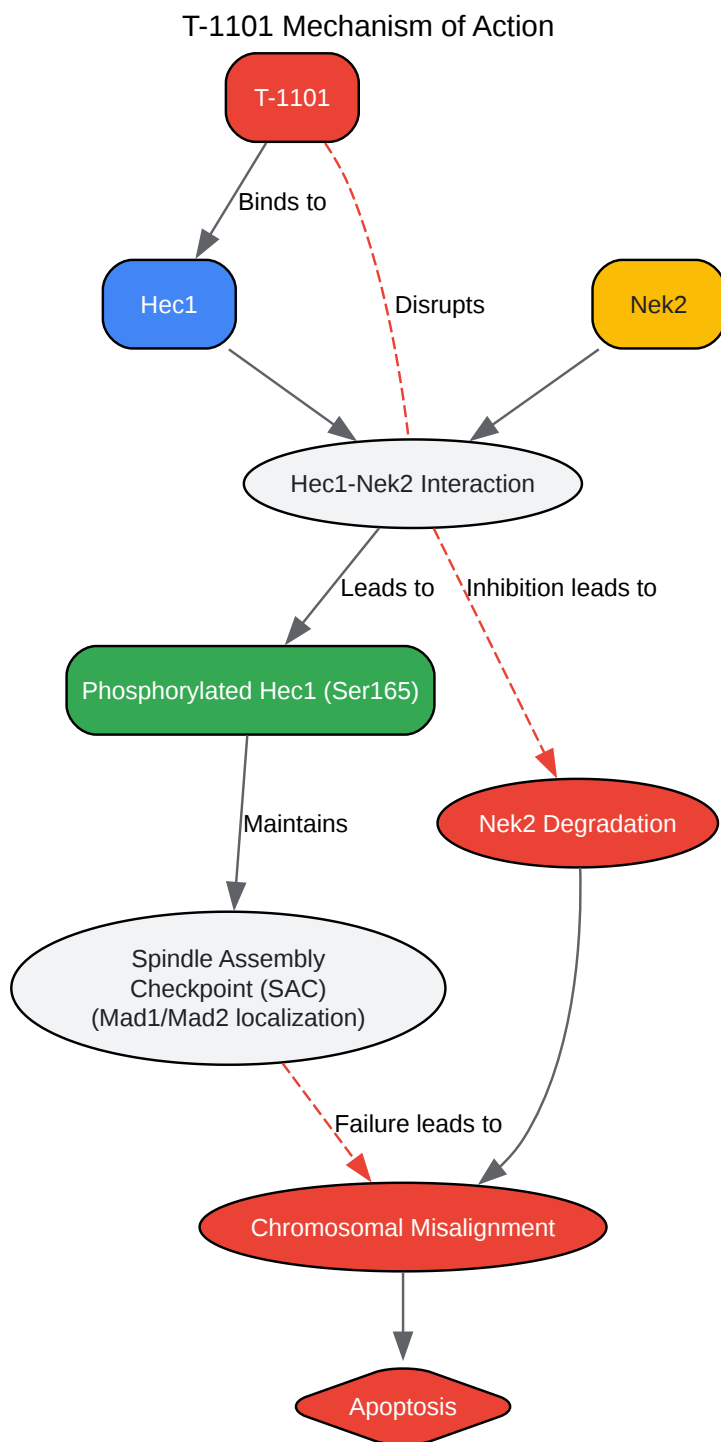 T-1101 Mechanism of Action
T-1101
Binds to
Hec1
Disrupts
Nek2
Hec1-Nek2 Interaction
Leads to
Inhibition leads to
Phosphorylated Hec1 (Ser165)
Maintains
Nek2 Degradation
Spindle Assembly
Checkpoint (SAC)
(Mad1/Mad2 localization)
Failure leads to
Chromosomal Misalignment
Apoptosis